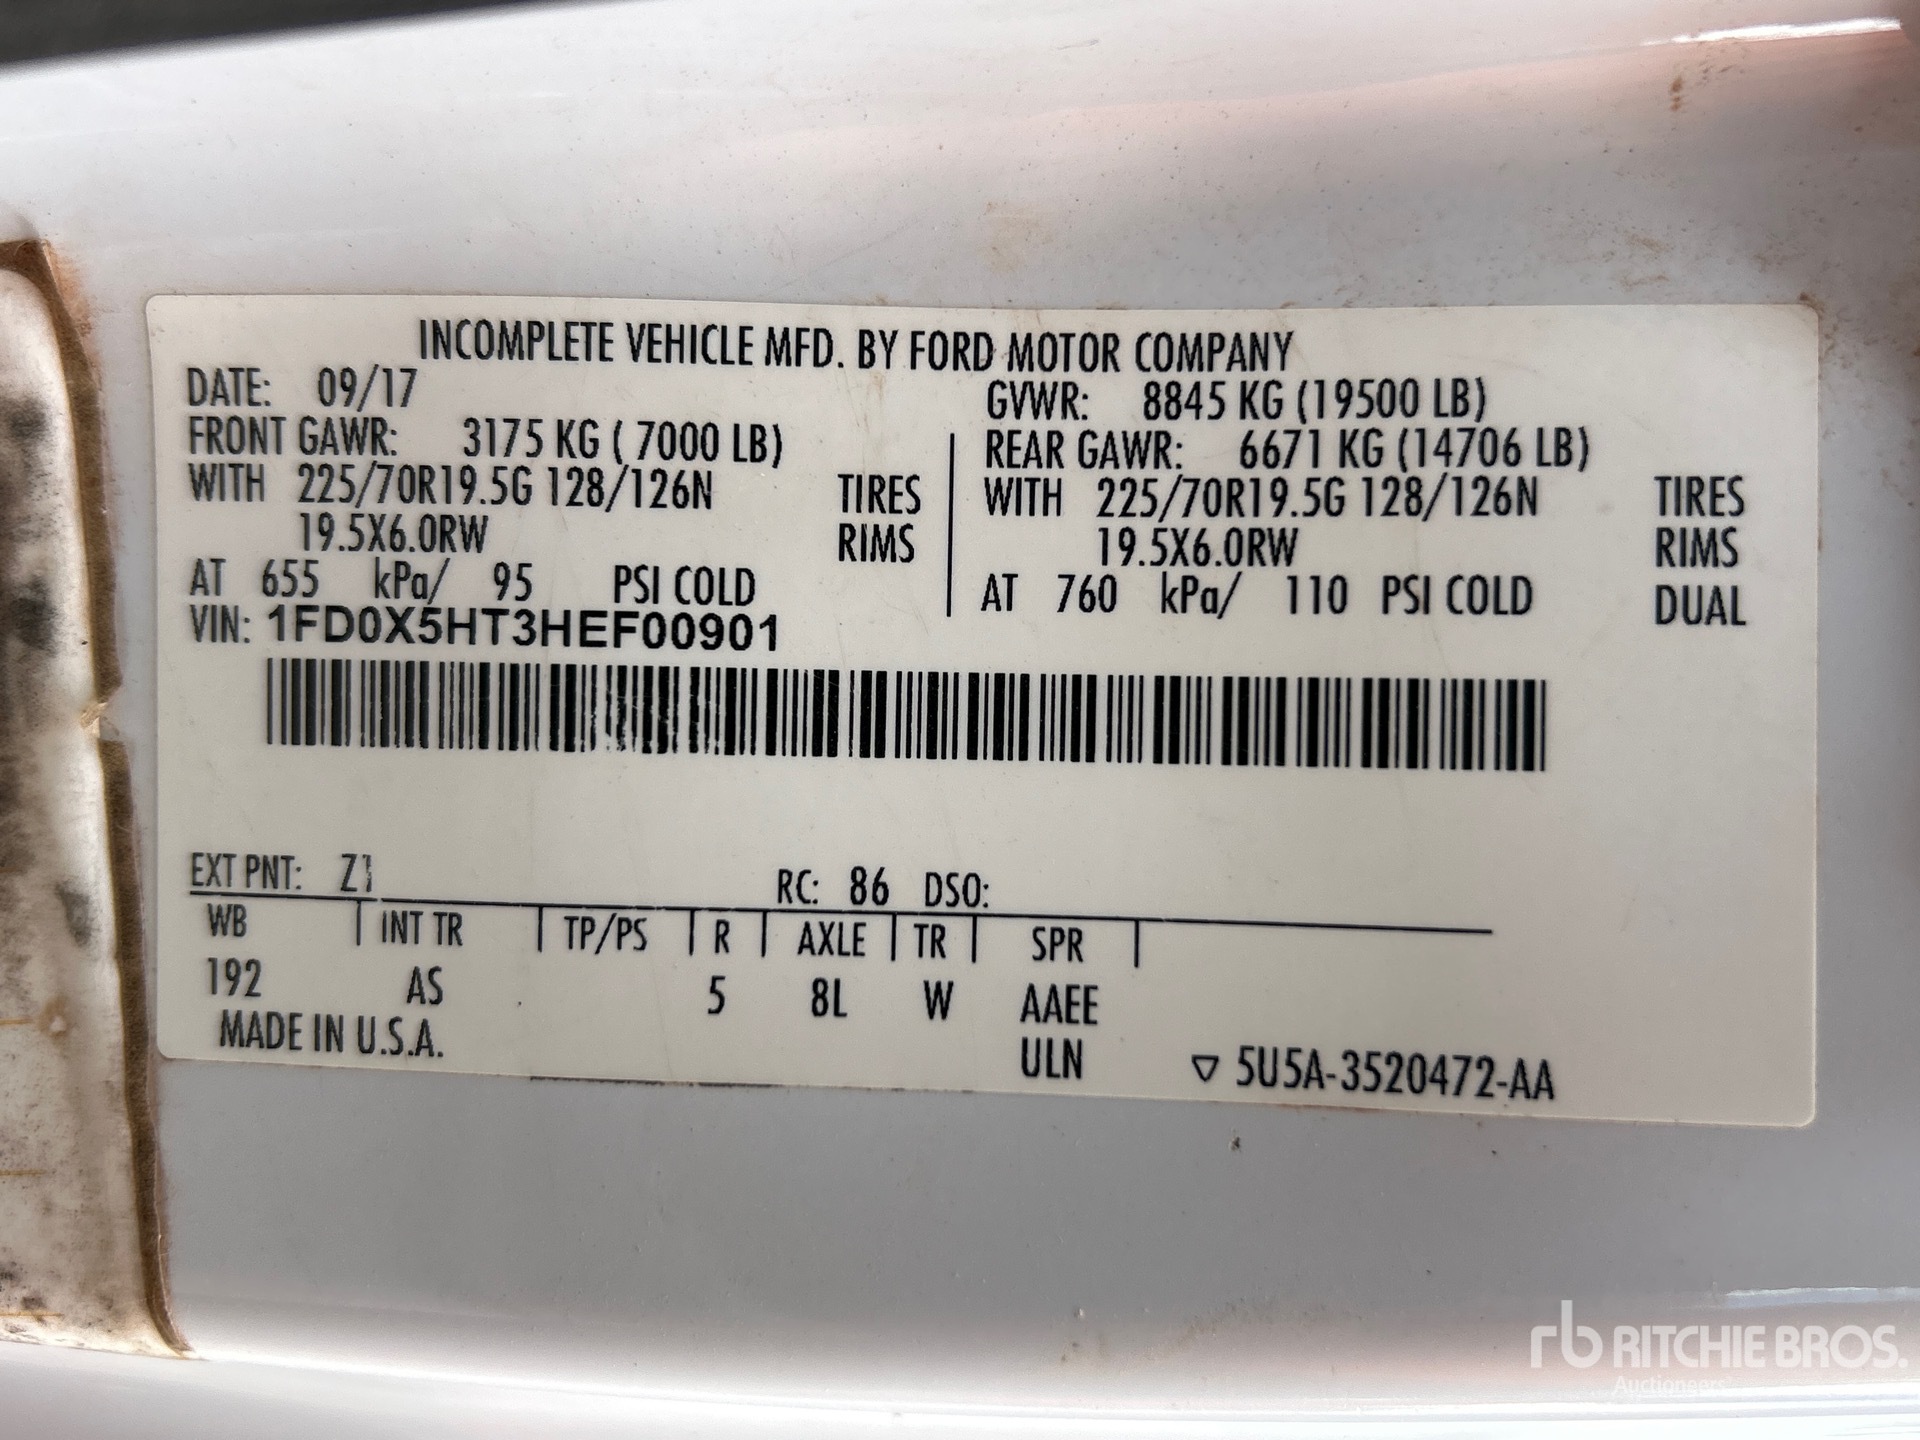 INCOMPLETE VEHICLE MFD. BY FORD MOTOR COMPANY
DATE: 09/17 GVWR: 8845 KG (19500 LB)
FRONT GAWR: 3175 KG ( 7000 LB) REAR GAWR: 6671 KG (14706 LB)
WITH 225/70R19.5G 128/126N TIRES WITH 225/70R19.5G 128/126N TIRES
19.5X6.0RW RIMS 19.5X6.0RW RIMS
AT 655 kPa/ 95 PSI COLD AT 760 kPa/ 110 PSI COLD DUAL
VIN: 1FD0X5HT3HEF00901
EXT PNT: Z1 RC: 86 DSO:
WB INT TR TP/PS R AXLE TR SPR
192 AS 5 8L W AAEE
MADE IN U.S.A. ULN ▽ 5U5A-3520472-AA
rb RITCHIE BROS.
Auctioneers